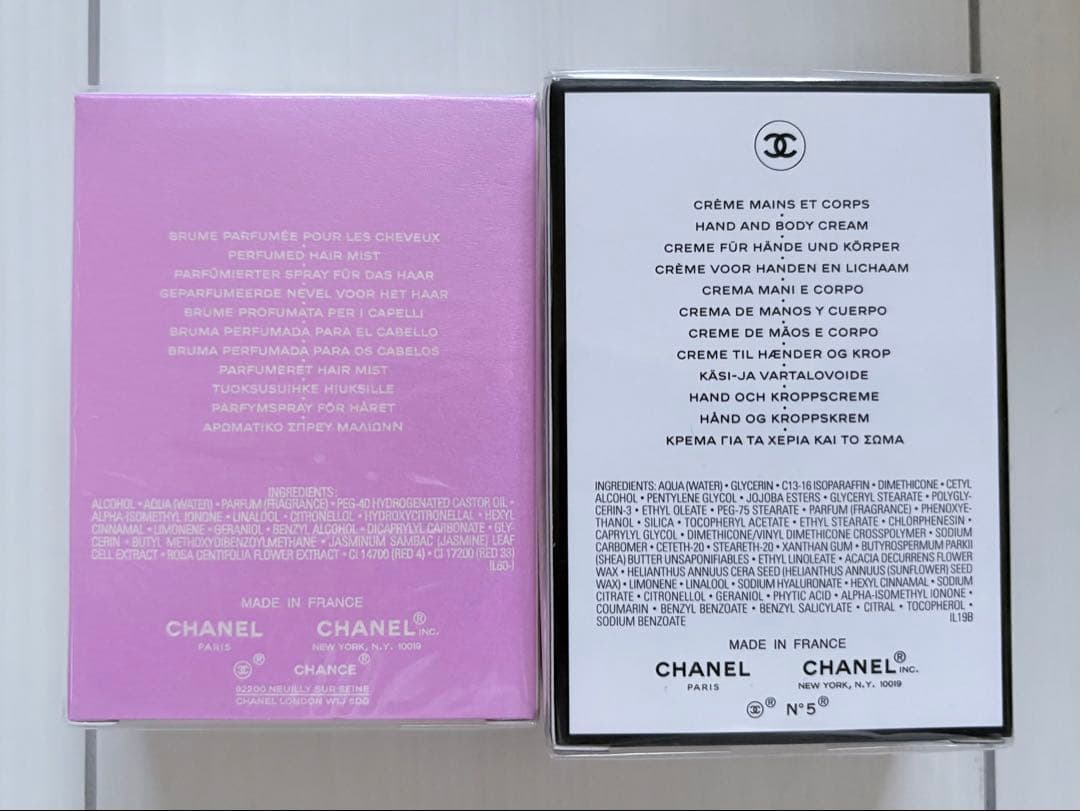 BRUME PARFUMÉE POUR LES CHEVEUX
PERFUMED HAIR MIST
PARFÜMIERTER SPRAY FÜR DAS HAAR
GEPARFUMEERDE NEVEL VOOR HET HAAR
BRUME PROFUMATA PER I CAPELLI
BRUMA PERFUMADA PARA EL CABELLO
BRUMA PERFUMADA PARA OS CABELOS
PARFUMERET HAIR MIST
TUOKSUSUIHKE HIUKSILLE
PARFYMSPRAY FÖR HÅRET
ΑΡΩΜΑΤΙΚΟ ΣΠΡΕΥ ΜΑΛΛΙΩΝ
INGREDIENTS:
ALCOHOL • AQUA (WATER) • PARFUM (FRAGRANCE) • PEG-40 HYDROGENATED CASTOR OIL •
ALPHA-ISOMETHYL IONONE • LINALOOL • CITRONELLOL • HYDROXYCITRONELLAL • HEXYL
CINNAMAL • LIMONENE • GERANIOL • BENZYL ALCOHOL • DICAPRYLYL CARBONATE • GLY-
CERIN • BUTYL METHOXYDIBENZOYLMETHANE • JASMINUM SAMBAC (JASMINE) LEAF
CELL EXTRACT • ROSA CENTIFOLIA FLOWER EXTRACT • CI 14700 (RED 4) • CI 17200 (RED 33)
MADE IN FRANCE
CHANEL CHANEL® INC.
PARIS NEW YORK, N.Y. 10019
® CHANCE ®
92200 NEUILLY SUR SEINE
CHANEL LONDON W1J 6DG
CRÈME MAINS ET CORPS
HAND AND BODY CREAM
CREME FÜR HÄNDE UND KÖRPER
CRÈME VOOR HANDEN EN LICHAAM
CREMA MANI E CORPO
CREMA DE MANOS Y CUERPO
CREME DE MÃOS E CORPO
CREME TIL HÆNDER OG KROP
KÄSI-JA VARTALOVOIDE
HAND OCH KROPPSCREME
HÅND OG KROPPSKREM
ΚΡΕΜΑ ΓΙΑ ΤΑ ΧΕΡΙΑ ΚΑΙ ΤΟ ΣΩΜΑ
INGREDIENTS: AQUA (WATER) • GLYCERIN • C13-16 ISOPARAFFIN • DIMETHICONE • CETYL
ALCOHOL • PENTYLENE GLYCOL • JOJOBA ESTERS • GLYCERYL STEARATE • POLYGLY-
CERIN-3 • ETHYL OLEATE • PEG-75 STEARATE • PARFUM (FRAGRANCE) • PHENOXYE-
THANOL • SILICA • TOCOPHERYL ACETATE • ETHYL STEARATE • CHLORPHENESIN •
CAPRYLYL GLYCOL • DIMETHICONE/VINYL DIMETHICONE CROSSPOLYMER • SODIUM
CARBOMER • CETETH-20 • STEARETH-20 • XANTHAN GUM • BUTYROSPERMUM PARKII
(SHEA) BUTTER UNSAPONIFIABLES • ETHYL LINOLEATE • ACACIA DECURRENS FLOWER
WAX • HELIANTHUS ANNUUS CERA SEED (HELIANTHUS ANNUUS (SUNFLOWER) SEED
WAX) • LIMONENE • LINALOOL • SODIUM HYALURONATE • HEXYL CINNAMAL • SODIUM
CITRATE • CITRONELLOL • GERANIOL • PHYTIC ACID • ALPHA-ISOMETHYL IONONE •
COUMARIN • BENZYL BENZOATE • BENZYL SALICYLATE • CITRAL • TOCOPHEROL •
SODIUM BENZOATE IL19B
MADE IN FRANCE
CHANEL CHANEL® INC.
PARIS NEW YORK, N.Y. 10019
® N°5®